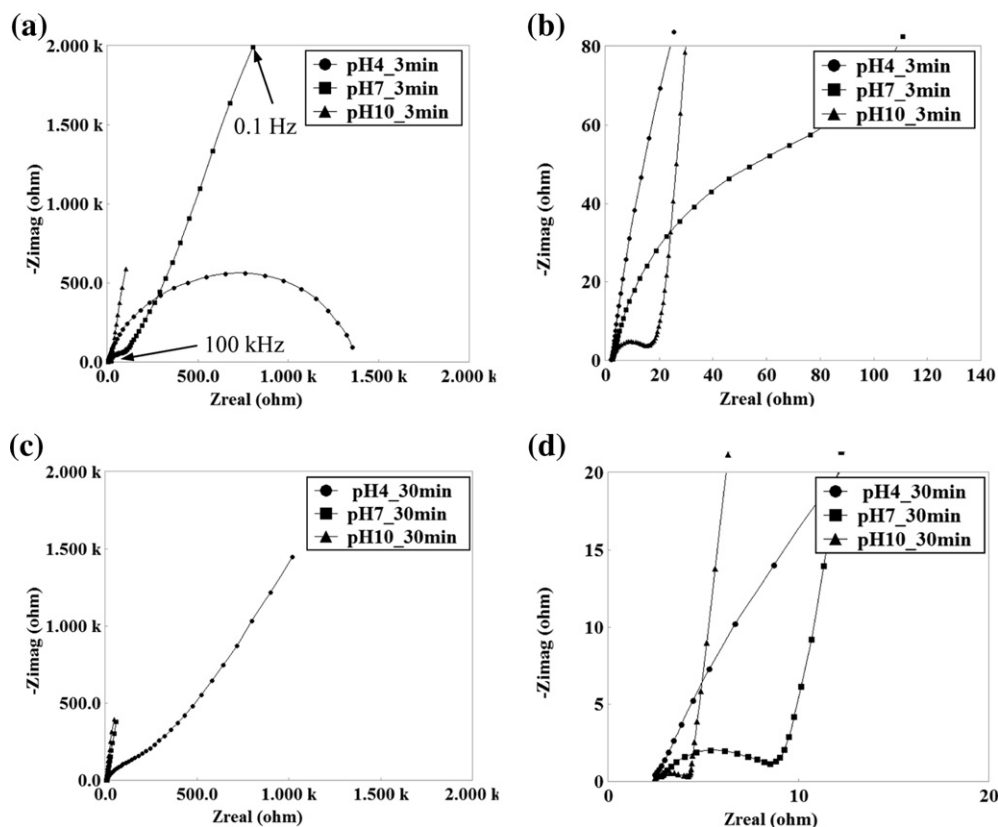 (a)
2.000 k
1.500 k
1.000 k
500.0
0.0
-Zimag (ohm)
pH4_3min
pH7_3min
pH10_3min
0.1 Hz
100 kHz
0.0 500.0 1.000 k 1.500 k 2.000 k
Zreal (ohm)
(b)
80
60
40
20
0
-Zimag (ohm)
pH4_3min
pH7_3min
pH10_3min
0 20 40 60 80 100 120 140
Zreal (ohm)
(c)
2.000 k
1.500 k
1.000 k
500.0
0.0
-Zimag (ohm)
pH4_30min
pH7_30min
pH10_30min
0.0 500.0 1.000 k 1.500 k 2.000 k
Zreal (ohm)
(d)
20
15
10
5
0
-Zimag (ohm)
pH4_30min
pH7_30min
pH10_30min
0 10 20
Zreal (ohm)